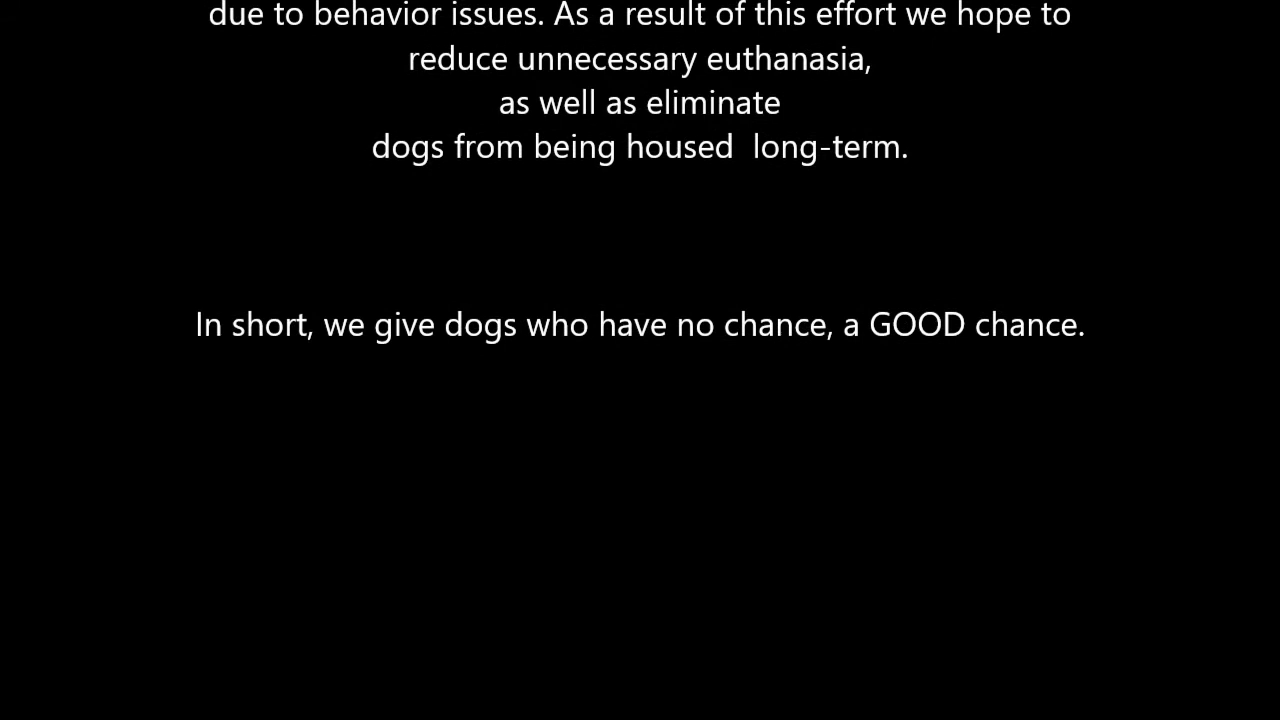 due to behavior issues. As a result of this effort we hope to
reduce unnecessary euthanasia,
as well as eliminate
dogs from being housed  long-term.
In short, we give dogs who have no chance, a GOOD chance.